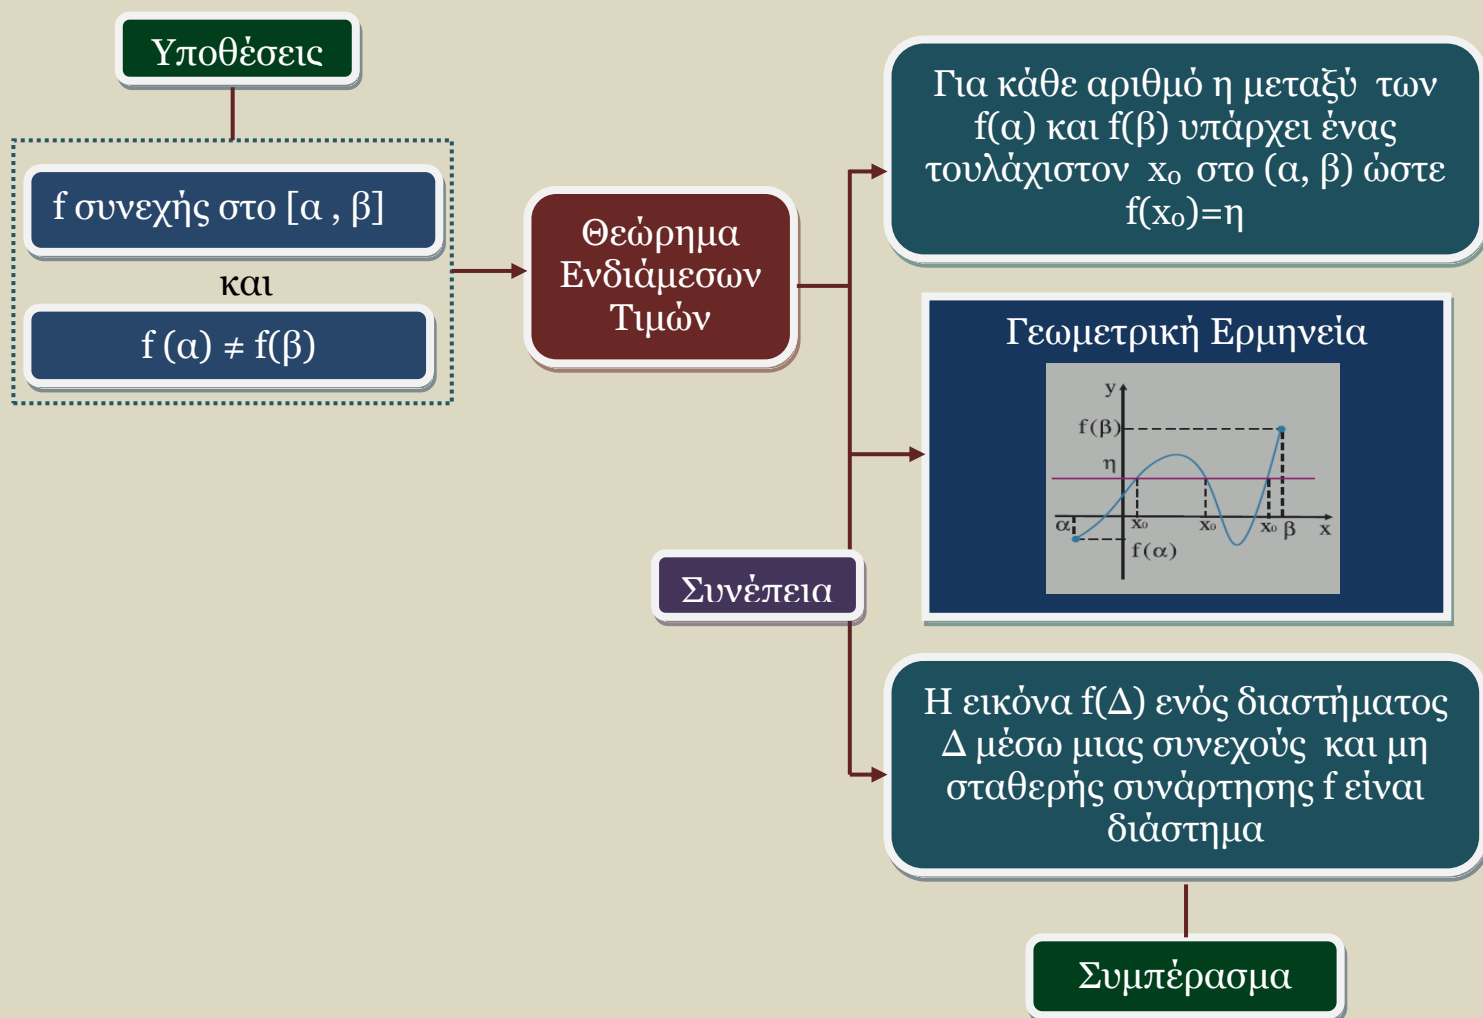 Υποθέσεις
f συνεχής στο [α , β]
και
f (α) ≠ f(β)
Θεώρημα
Ενδιάμεσων
Τιμών
Για κάθε αριθμό η μεταξύ των
f(α) και f(β) υπάρχει ένας
τουλάχιστον x₀ στο (α, β) ώστε
f(x₀)=η
Γεωμετρική Ερμηνεία
y
f(β)
η
α x₀ x₀ x₀ β x
f(α)
Συνέπεια
Η εικόνα f(Δ) ενός διαστήματος
Δ μέσω μιας συνεχούς και μη
σταθερής συνάρτησης f είναι
διάστημα
Συμπέρασμα